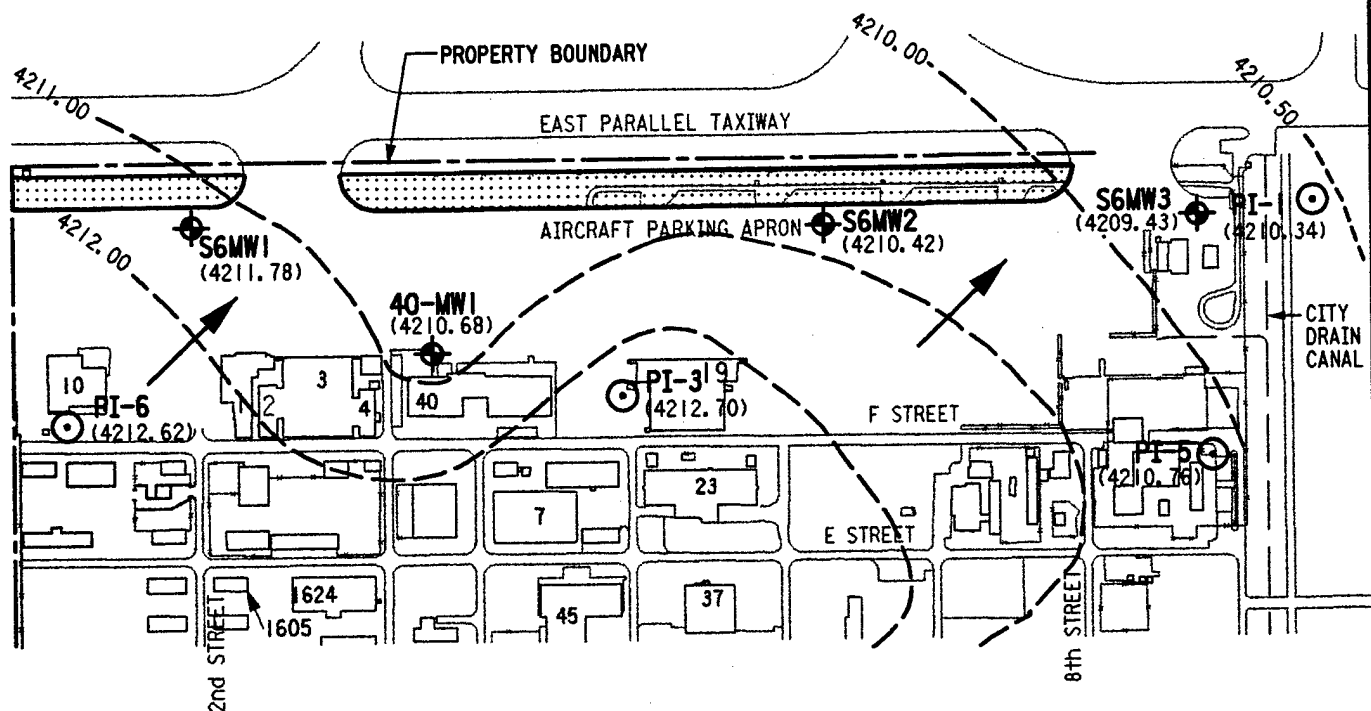 4210.00
PROPERTY BOUNDARY
4211.00
4210.50
EAST PARALLEL TAXIWAY
S6MW3
(4209.43)
PI-1
(4210.34)
AIRCRAFT PARKING APRON
S6MW2
(4210.42)
4212.00
S6MW1
(4211.78)
40-MW1
(4210.68)
CITY
DRAIN
CANAL
10
3
1
2
4
40
19
PI-3
(4212.70)
PI-6
(4212.62)
F STREET
PI-5
(4210.76)
23
7
E STREET
1624
1605
45
37
2nd STREET
8th STREET